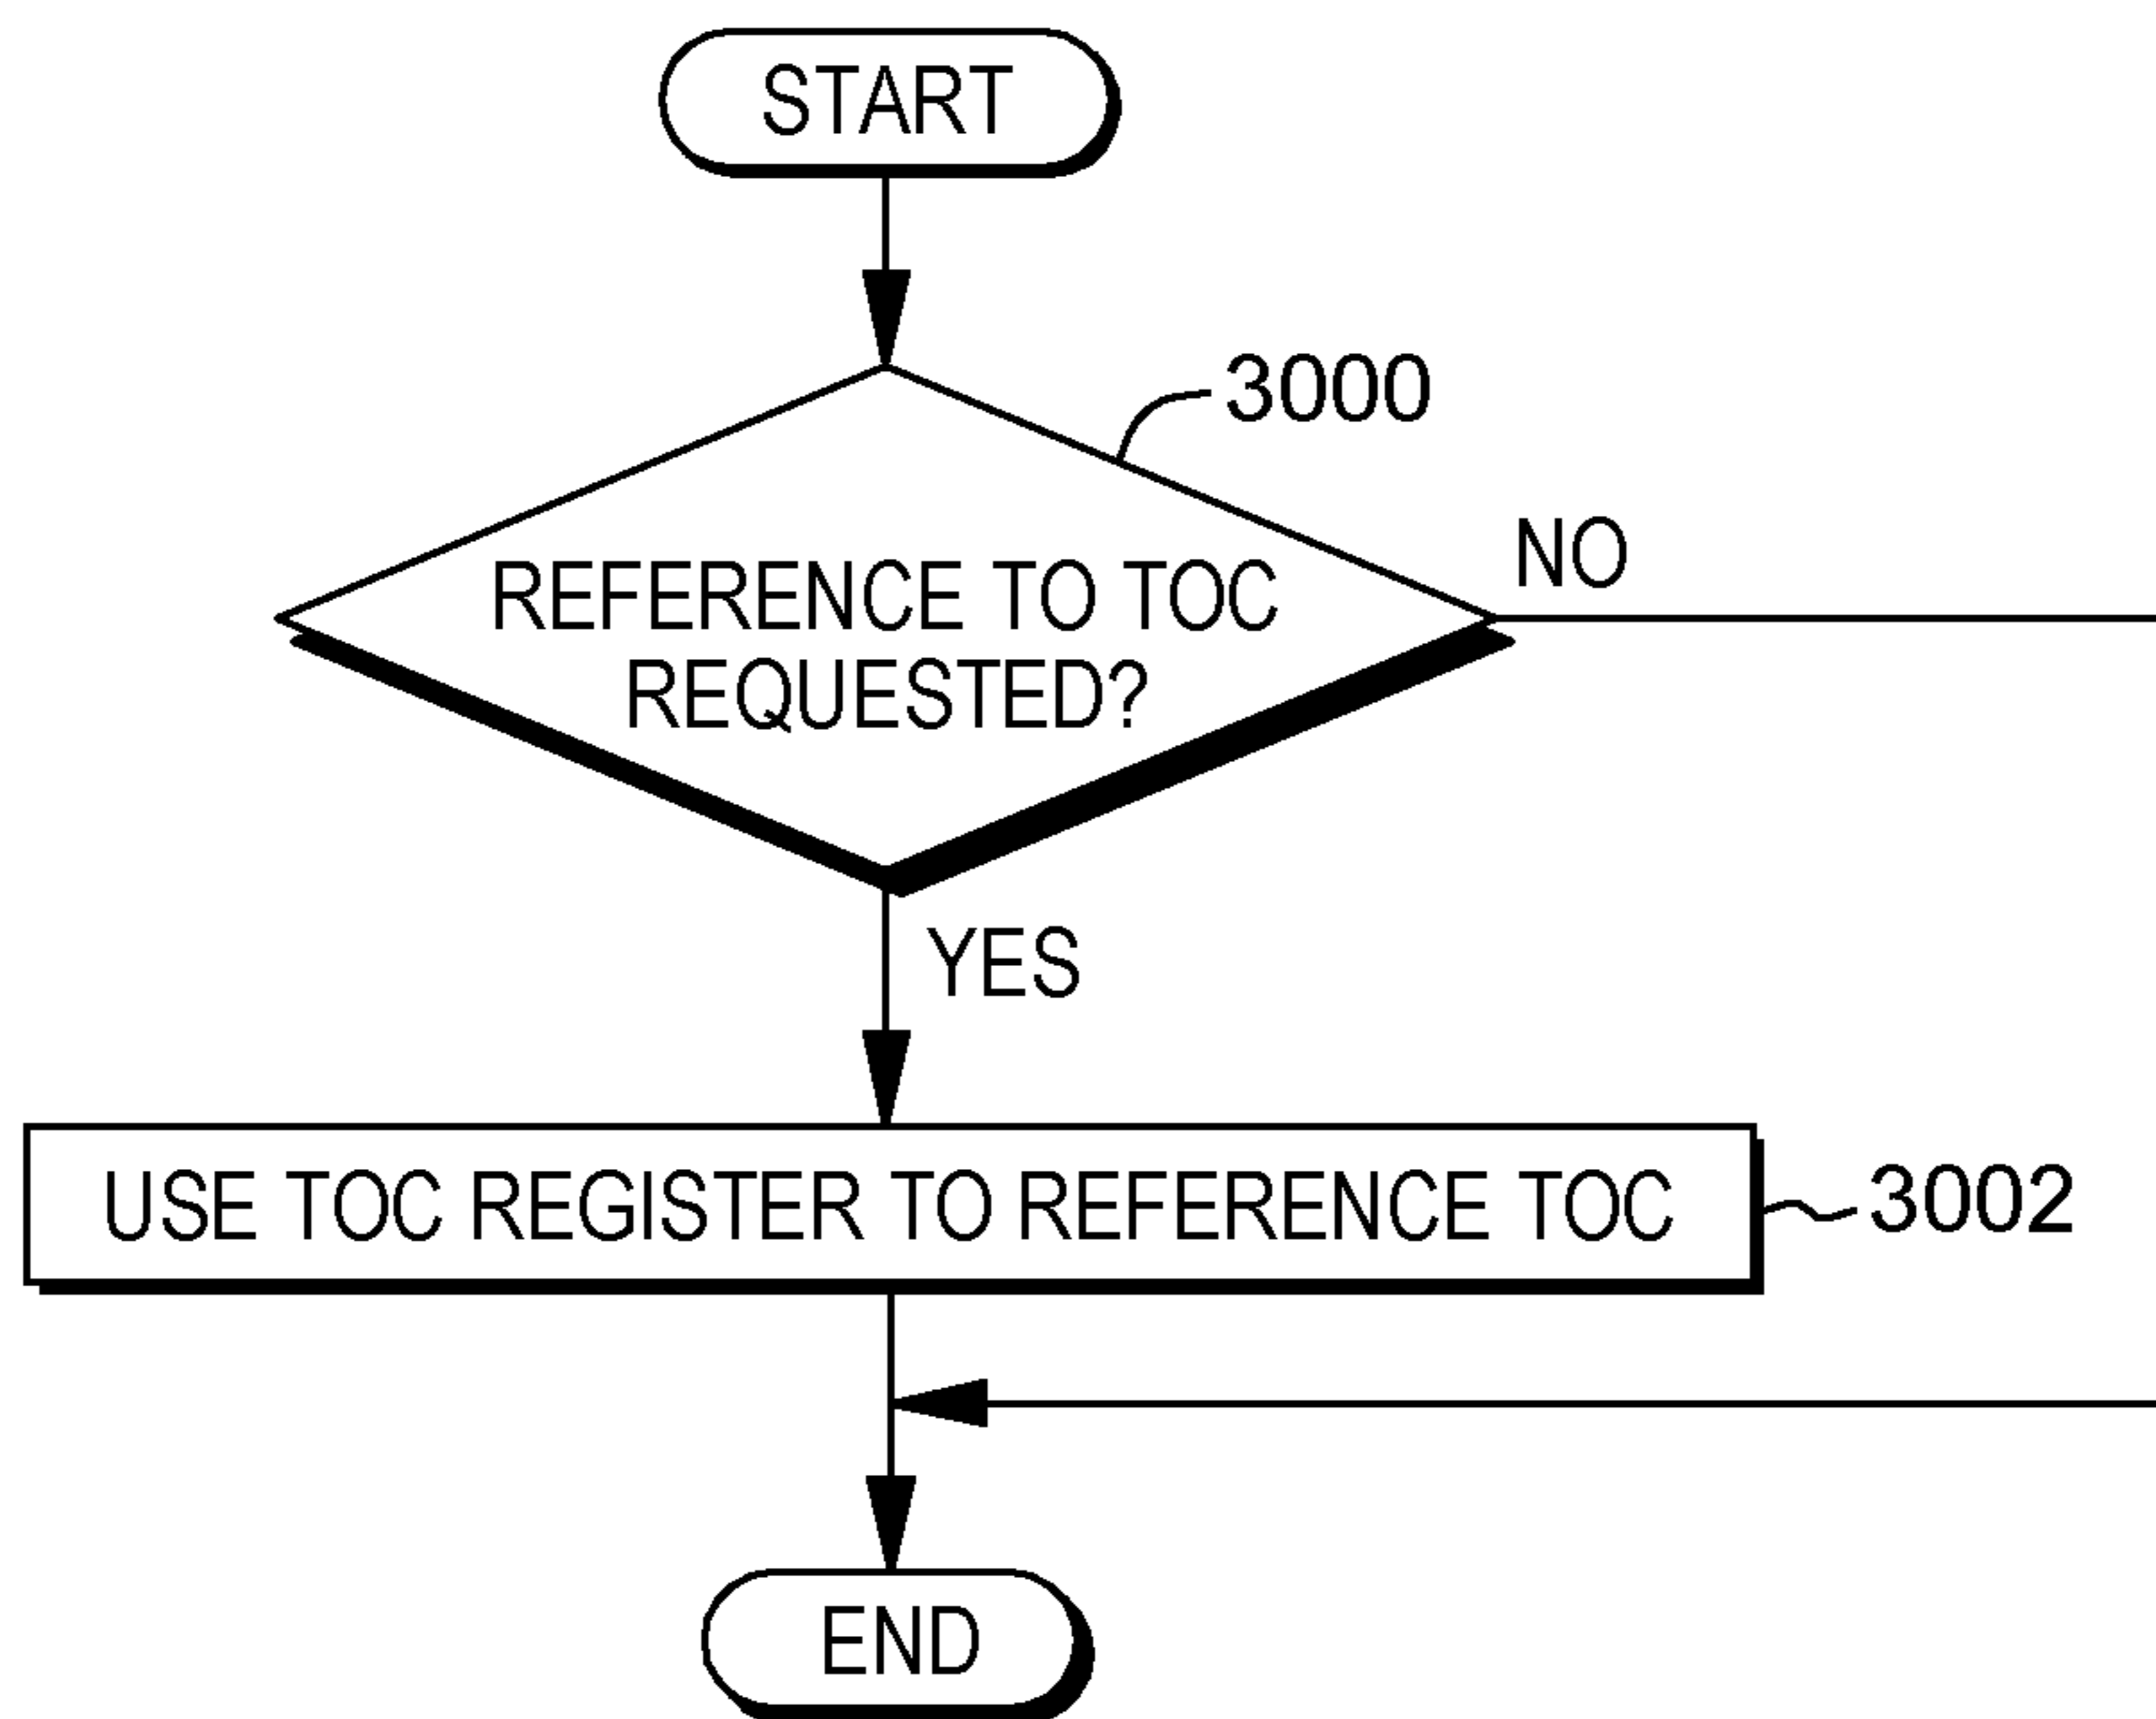 START
3000
NO
REFERENCE TO TOC
REQUESTED?
YES
USE TOC REGISTER TO REFERENCE TOC
3002
END